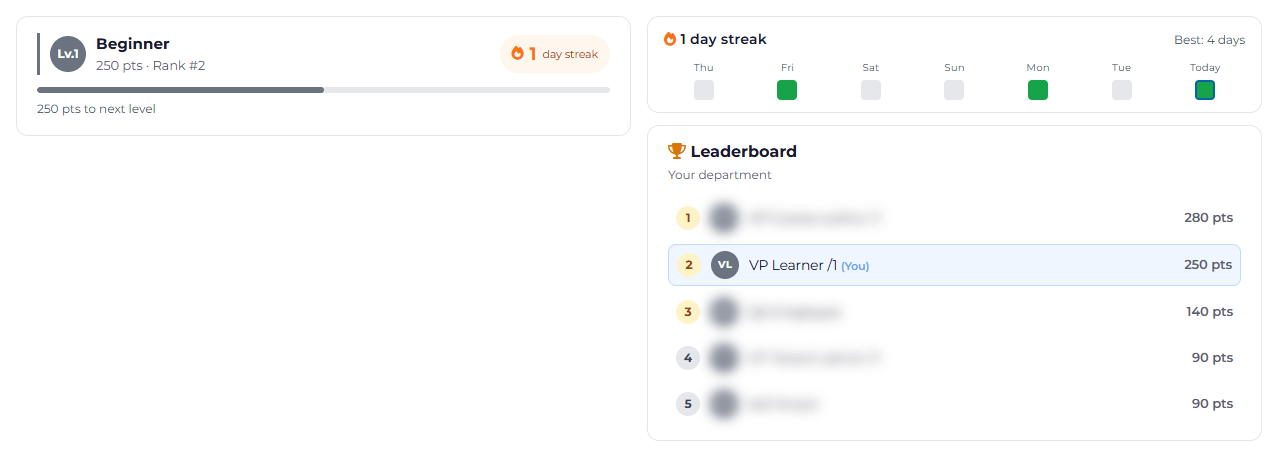 Lv.1
Beginner
250 pts · Rank #2
1 day streak
250 pts to next level
1 day streak
Best: 4 days
Thu Fri Sat Sun Mon Tue Today
Leaderboard
Your department
1 280 pts
2 VL VP Learner /1 (You) 250 pts
3 140 pts
4 90 pts
5 90 pts